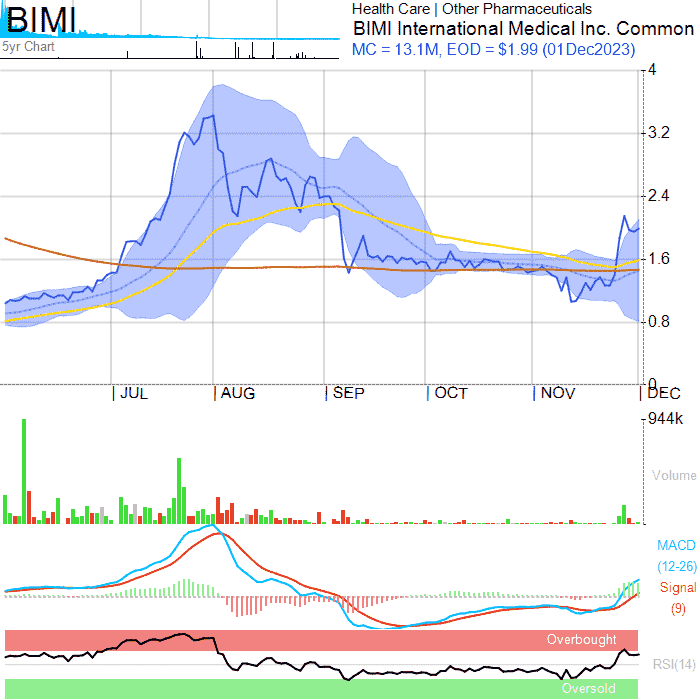 BIMI
5yr Chart
Health Care | Other Pharmaceuticals
BIMI International Medical Inc. Common
MC = 13.1M, EOD = $1.99 (01Dec2023)
4
3.2
2.4
1.6
0.8
0
JUL
AUG
SEP
OCT
NOV
DEC
944k
Volume
MACD
(12-26)
Signal
(9)
Overbought
RSI(14)
Oversold